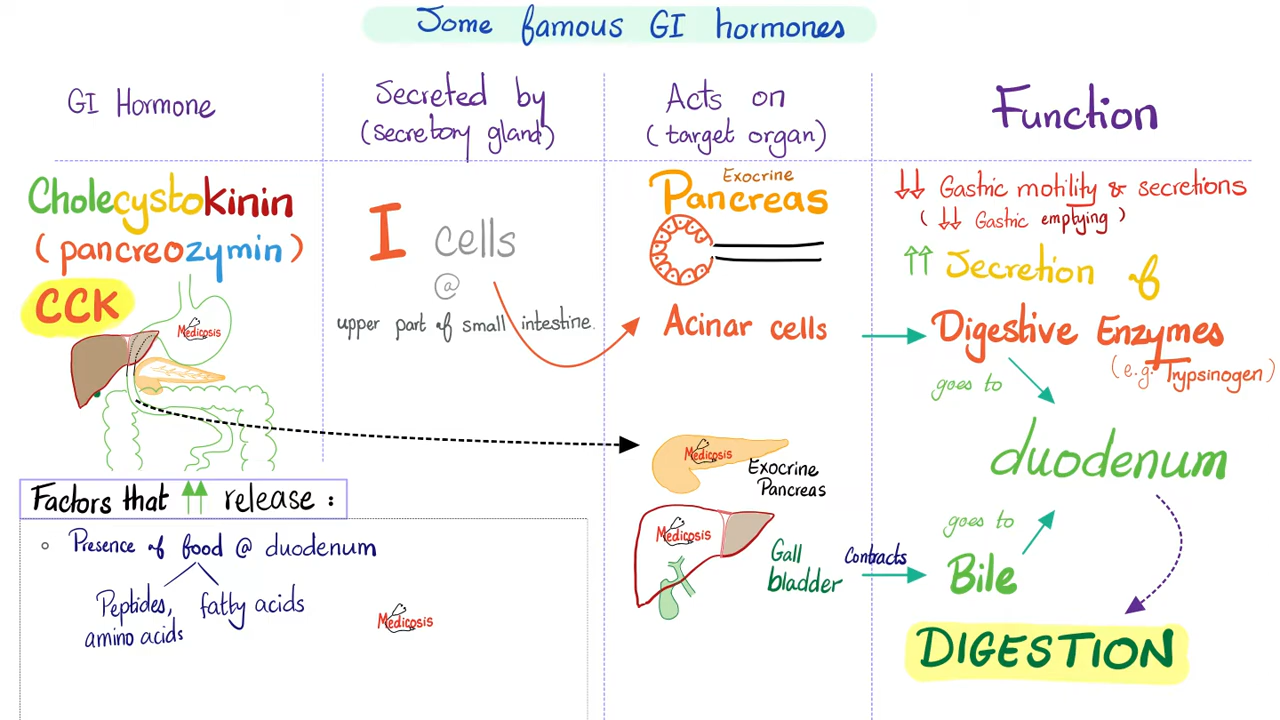 Some famous GI hormones
GI Hormone
Secreted by
(secretory gland)
Acts on
(target organ)
Function
Cholecystokinin
(pancreozymin)
CCK
Medicosis
I cells
@
upper part of small intestine.
Exocrine
Pancreas
Acinar cells
↓↓ Gastric motility & secretions
(↓↓ Gastric emptying)
↑↑ Secretion of
Digestive Enzymes
(e.g. Trypsinogen)
goes to
duodenum
Medicosis
Exocrine
Pancreas
Medicosis
Gall
bladder
Contracts
goes to
Bile
DIGESTION
Factors that ↑↑ release :
Presence of food @ duodenum
Peptides,
amino acids
fatty acids
Medicosis